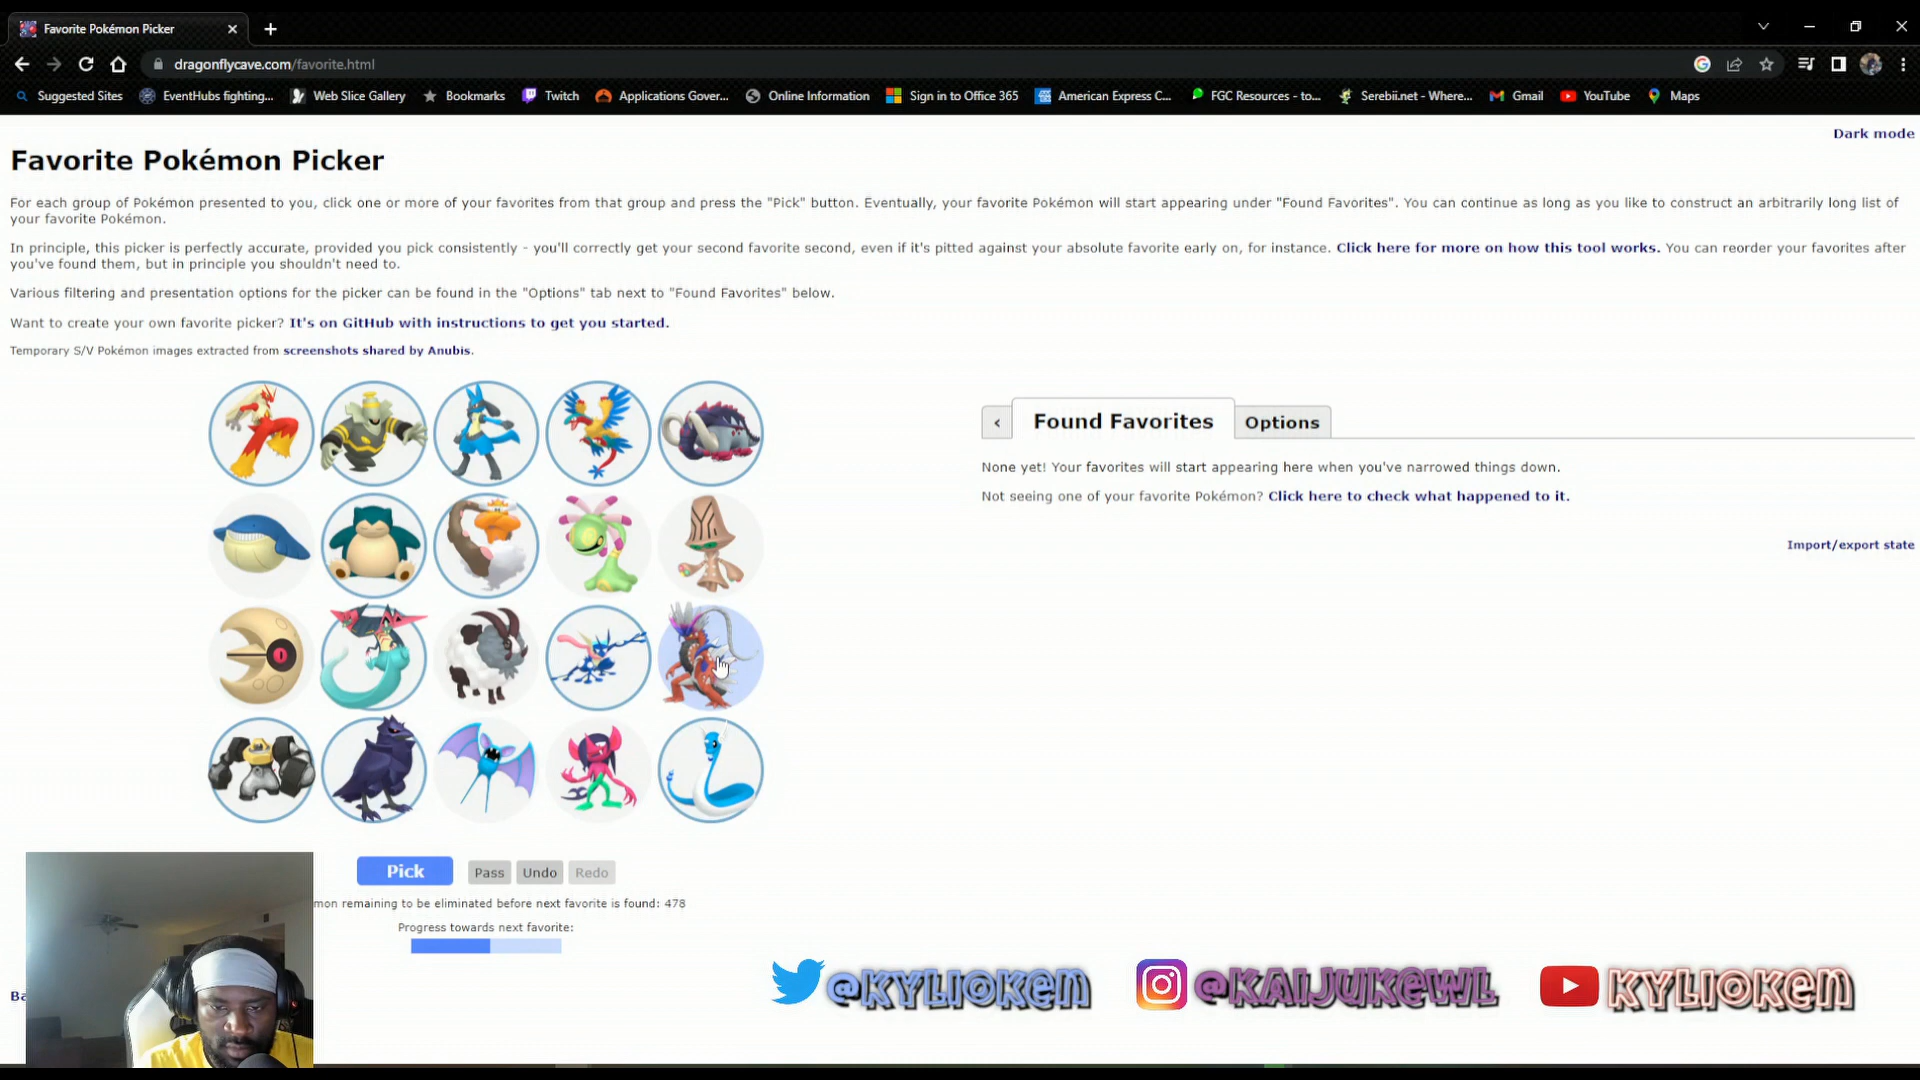 Favorite Pokémon Picker
dragonflycave.com/favorite.html
Suggested Sites EventHubs fighting... Web Slice Gallery Bookmarks Twitch Applications Gover... Online Information Sign in to Office 365 American Express C... FGC Resources - to... Serebii.net - Where... Gmail YouTube Maps
Dark mode
Favorite Pokémon Picker
For each group of Pokémon presented to you, click one or more of your favorites from that group and press the "Pick" button. Eventually, your favorite Pokémon will start appearing under "Found Favorites". You can continue as long as you like to construct an arbitrarily long list of
your favorite Pokémon.
In principle, this picker is perfectly accurate, provided you pick consistently - you'll correctly get your second favorite second, even if it's pitted against your absolute favorite early on, for instance. Click here for more on how this tool works. You can reorder your favorites after
you've found them, but in principle you shouldn't need to.
Various filtering and presentation options for the picker can be found in the "Options" tab next to "Found Favorites" below.
Want to create your own favorite picker? It's on GitHub with instructions to get you started.
Temporary S/V Pokémon images extracted from screenshots shared by Anubis.
‹ Found Favorites Options
None yet! Your favorites will start appearing here when you've narrowed things down.
Not seeing one of your favorite Pokémon? Click here to check what happened to it.
Import/export state
Pick Pass Undo Redo
mon remaining to be eliminated before next favorite is found: 478
Progress towards next favorite:
Ba
@KYLIOKEN @KAIJUKEWL KYLIOKEN